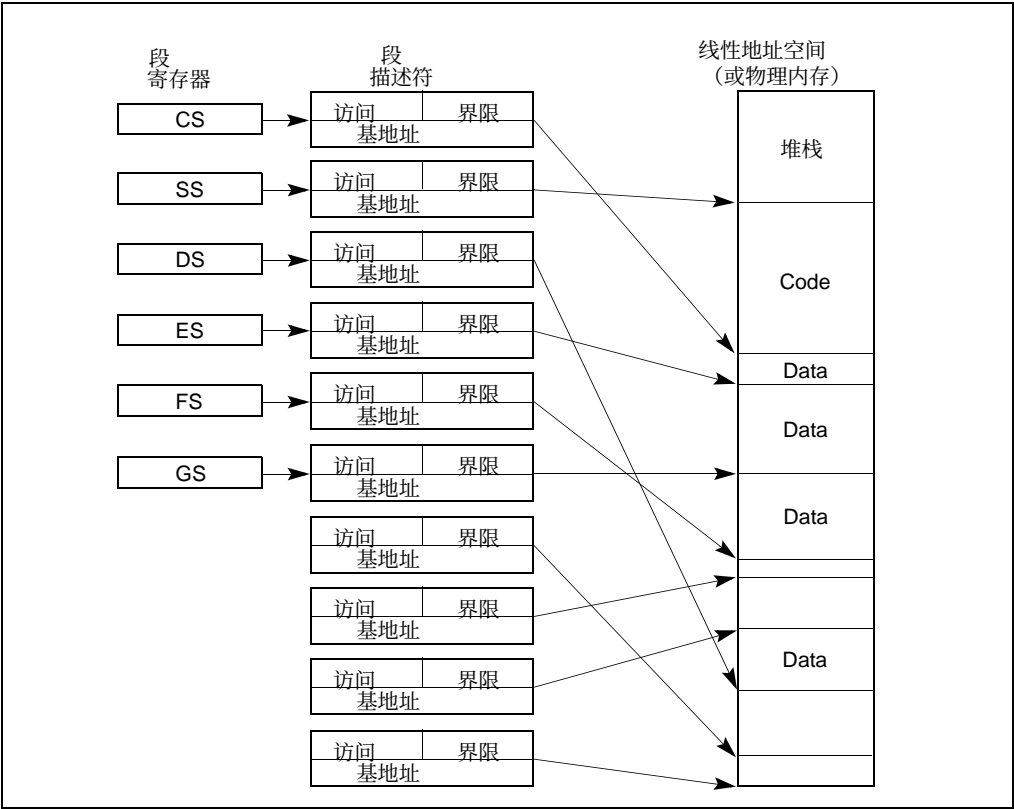 段
寄存器
段
描述符
线性地址空间
（或物理内存）
CS
访问 界限
基地址
堆栈
SS
访问 界限
基地址
DS
访问 界限
基地址
Code
ES
访问 界限
基地址
Data
FS
访问 界限
基地址
Data
GS
访问 界限
基地址
Data
访问 界限
基地址
访问 界限
基地址
Data
访问 界限
基地址
访问 界限
基地址